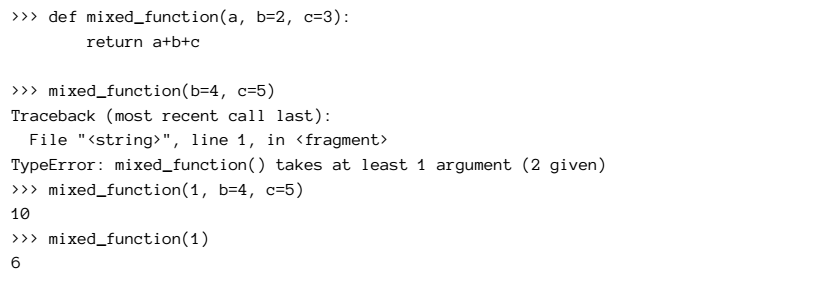 >>> def mixed_function(a, b=2, c=3):
        return a+b+c
>>> mixed_function(b=4, c=5)
Traceback (most recent call last):
  File "<string>", line 1, in <fragment>
TypeError: mixed_function() takes at least 1 argument (2 given)
>>> mixed_function(1, b=4, c=5)
10
>>> mixed_function(1)
6